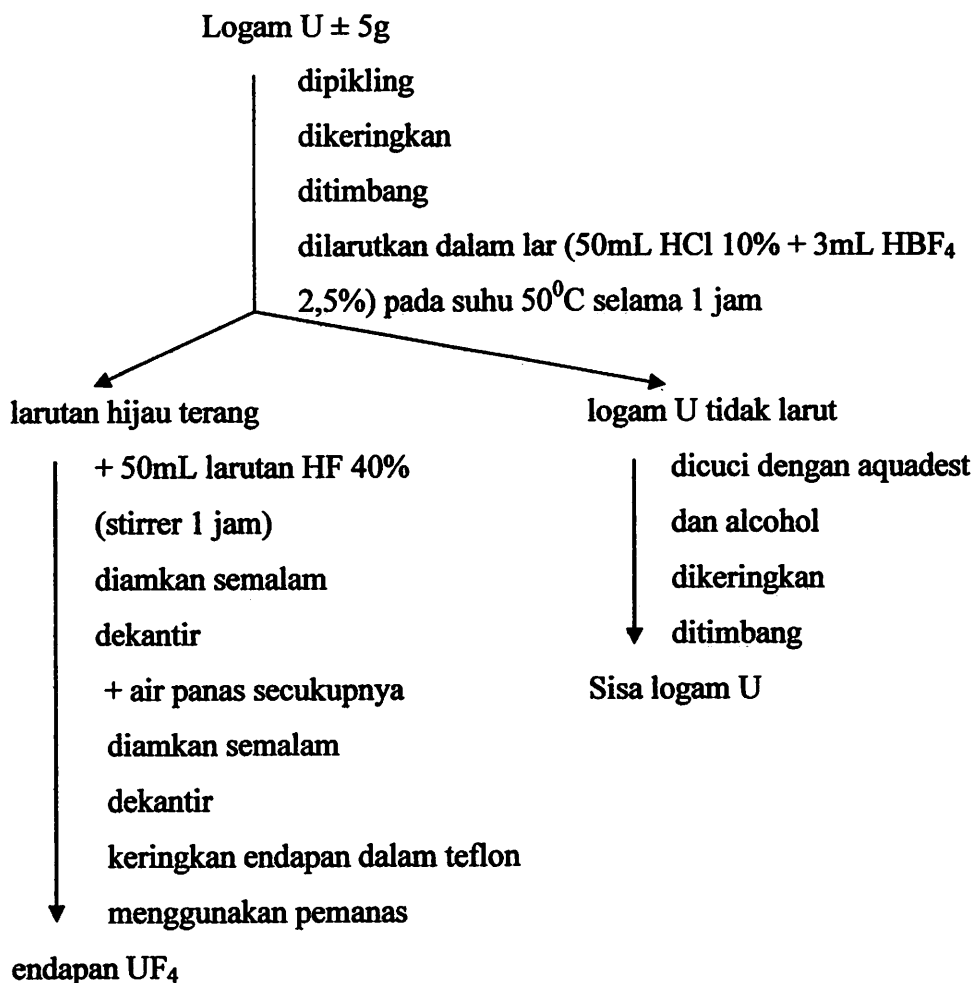 Logam U ± 5g
dipikling
dikeringkan
ditimbang
dilarutkan dalam lar (50mL HCl 10% + 3mL HBF₄
2,5%) pada suhu 50⁰C selama 1 jam
larutan hijau terang
+ 50mL larutan HF 40%
(stirrer 1 jam)
diamkan semalam
dekantir
+ air panas secukupnya
diamkan semalam
dekantir
keringkan endapan dalam teflon
menggunakan pemanas
endapan UF₄
logam U tidak larut
dicuci dengan aquadest
dan alcohol
dikeringkan
ditimbang
Sisa logam U